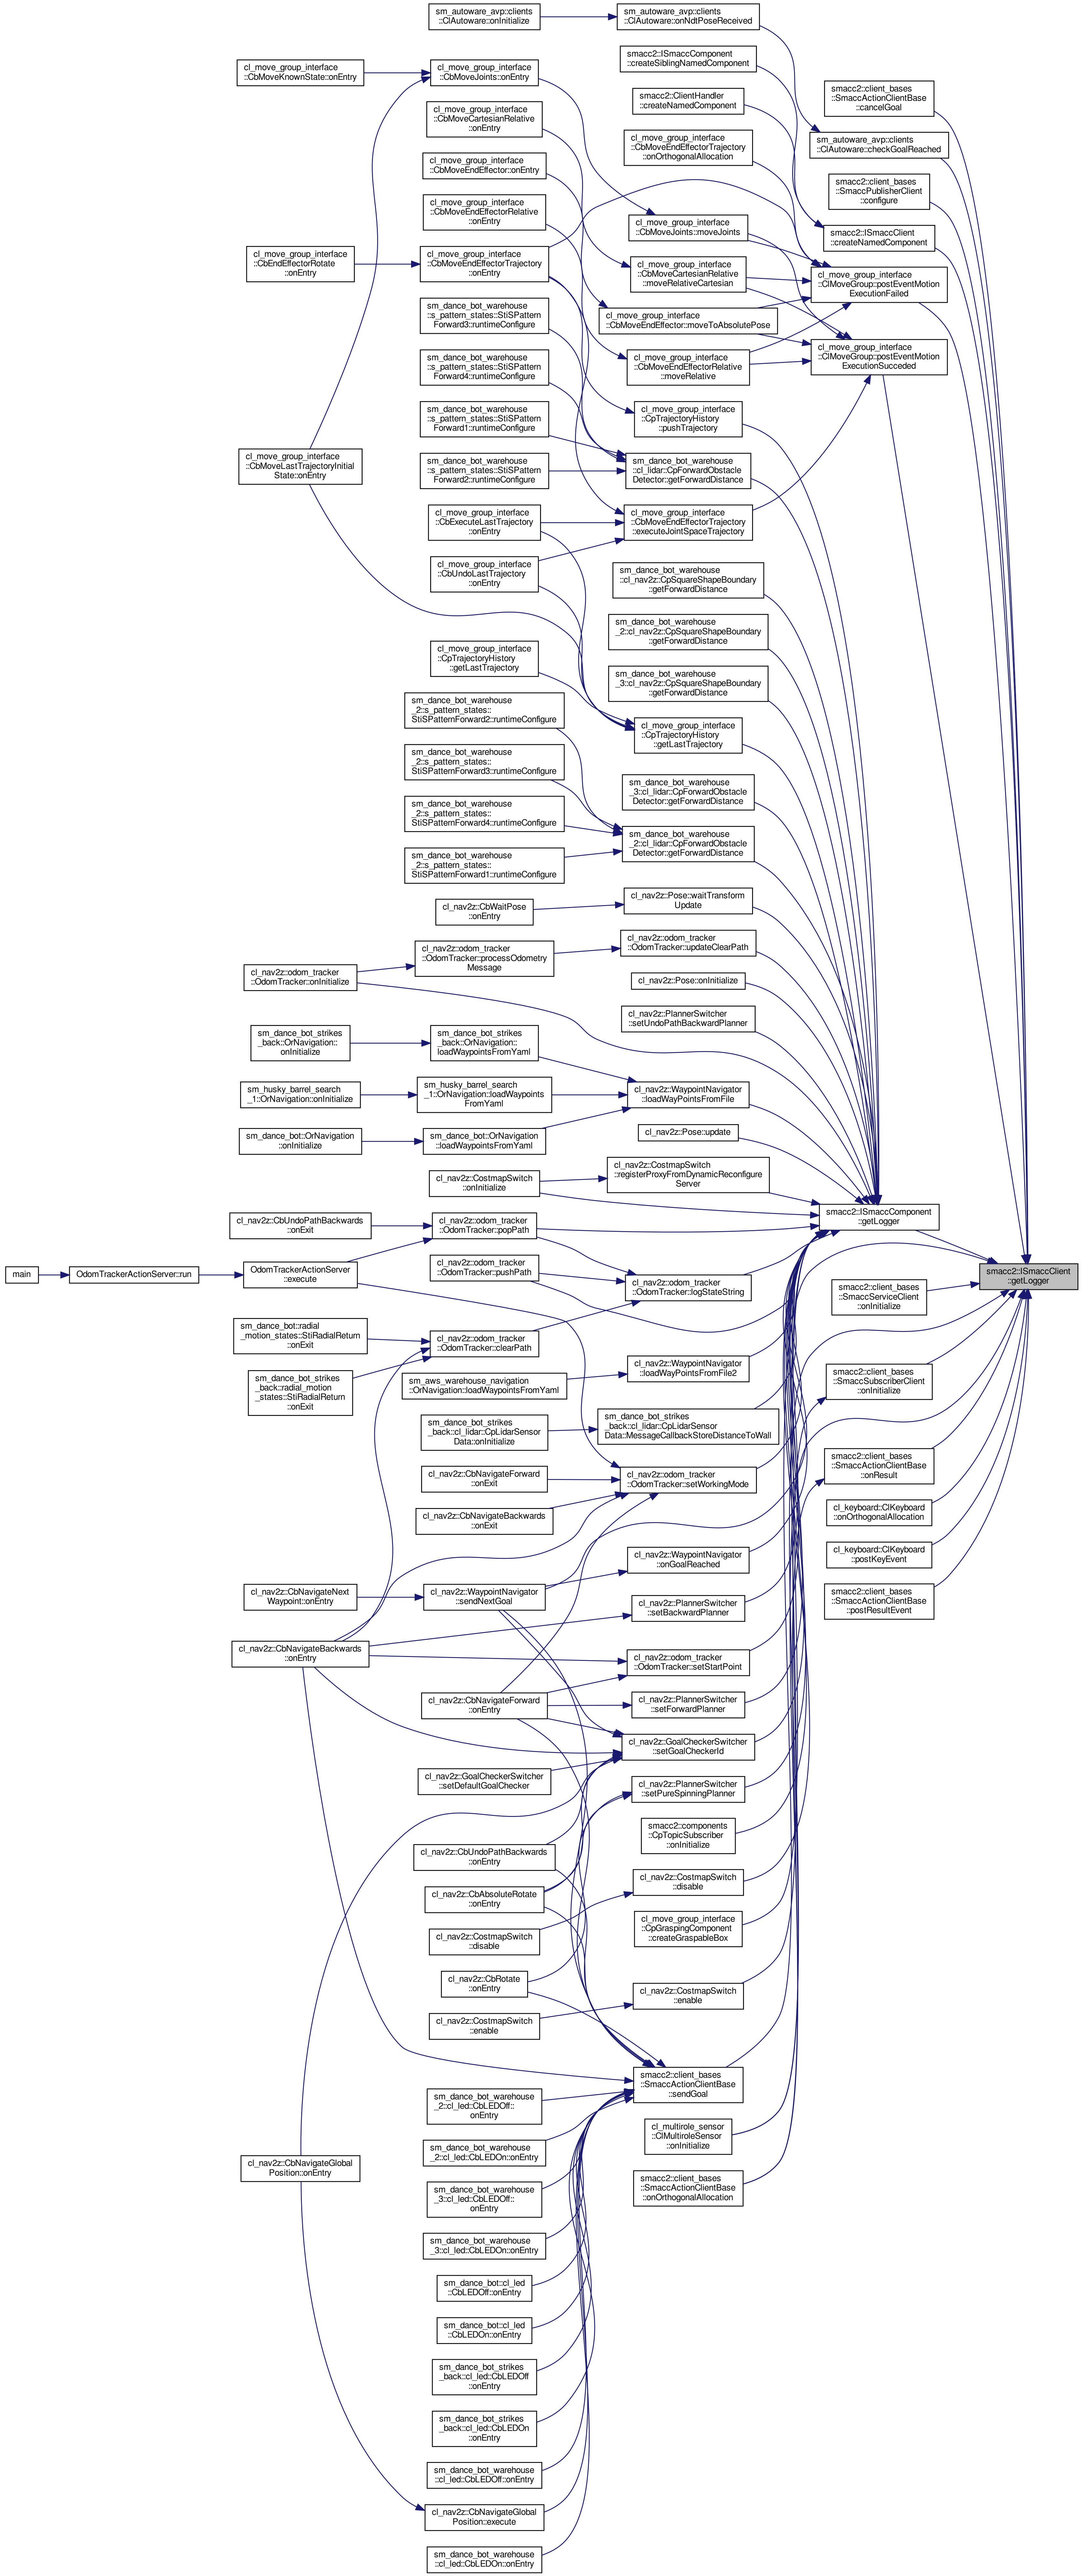 sm_autoware_avp::clients
::ClAutoware::onInitialize
sm_autoware_avp::clients
::ClAutoware::onNdtPoseReceived
smacc2::ISmaccComponent
::createSiblingNamedComponent
cl_move_group_interface
::CbMoveKnownState::onEntry
cl_move_group_interface
::CbMoveJoints::onEntry
smacc2::ClientHandler
::createNamedComponent
smacc2::client_bases
::SmaccActionClientBase
::cancelGoal
cl_move_group_interface
::CbMoveCartesianRelative
::onEntry
cl_move_group_interface
::CbMoveEndEffectorTrajectory
::onOrthogonalAllocation
sm_autoware_avp::clients
::ClAutoware::checkGoalReached
cl_move_group_interface
::CbMoveEndEffector::onEntry
smacc2::client_bases
::SmaccPublisherClient
::configure
cl_move_group_interface
::CbMoveEndEffectorRelative
::onEntry
cl_move_group_interface
::CbMoveJoints::moveJoints
smacc2::ISmaccClient
::createNamedComponent
cl_move_group_interface
::CbEndEffectorRotate
::onEntry
cl_move_group_interface
::CbMoveEndEffectorTrajectory
::onEntry
cl_move_group_interface
::CbMoveCartesianRelative
::moveRelativeCartesian
cl_move_group_interface
::ClMoveGroup::postEventMotion
ExecutionFailed
sm_dance_bot_warehouse
::s_pattern_states::StiSPattern
Forward3::runtimeConfigure
cl_move_group_interface
::CbMoveEndEffector::moveToAbsolutePose
cl_move_group_interface
::ClMoveGroup::postEventMotion
ExecutionSucceded
sm_dance_bot_warehouse
::s_pattern_states::StiSPattern
Forward4::runtimeConfigure
cl_move_group_interface
::CbMoveEndEffectorRelative
::moveRelative
sm_dance_bot_warehouse
::s_pattern_states::StiSPattern
Forward1::runtimeConfigure
cl_move_group_interface
::CpTrajectoryHistory
::pushTrajectory
cl_move_group_interface
::CbMoveLastTrajectoryInitial
State::onEntry
sm_dance_bot_warehouse
::s_pattern_states::StiSPattern
Forward2::runtimeConfigure
sm_dance_bot_warehouse
::cl_lidar::CpForwardObstacle
Detector::getForwardDistance
cl_move_group_interface
::CbExecuteLastTrajectory
::onEntry
cl_move_group_interface
::CbMoveEndEffectorTrajectory
::executeJointSpaceTrajectory
cl_move_group_interface
::CbUndoLastTrajectory
::onEntry
sm_dance_bot_warehouse
::cl_nav2z::CpSquareShapeBoundary
::getForwardDistance
sm_dance_bot_warehouse
_2::cl_nav2z::CpSquareShapeBoundary
::getForwardDistance
cl_move_group_interface
::CpTrajectoryHistory
::getLastTrajectory
sm_dance_bot_warehouse
_3::cl_nav2z::CpSquareShapeBoundary
::getForwardDistance
sm_dance_bot_warehouse
_2::s_pattern_states::
StiSPatternForward2::runtimeConfigure
cl_move_group_interface
::CpTrajectoryHistory
::getLastTrajectory
sm_dance_bot_warehouse
_2::s_pattern_states::
StiSPatternForward3::runtimeConfigure
sm_dance_bot_warehouse
_3::cl_lidar::CpForwardObstacle
Detector::getForwardDistance
sm_dance_bot_warehouse
_2::s_pattern_states::
StiSPatternForward4::runtimeConfigure
sm_dance_bot_warehouse
_2::cl_lidar::CpForwardObstacle
Detector::getForwardDistance
sm_dance_bot_warehouse
_2::s_pattern_states::
StiSPatternForward1::runtimeConfigure
cl_nav2z::CbWaitPose
::onEntry
cl_nav2z::Pose::waitTransform
Update
cl_nav2z::odom_tracker
::OdomTracker::onInitialize
cl_nav2z::odom_tracker
::OdomTracker::processOdometry
Message
cl_nav2z::odom_tracker
::OdomTracker::updateClearPath
cl_nav2z::Pose::onInitialize
cl_nav2z::PlannerSwitcher
::setUndoPathBackwardPlanner
sm_dance_bot_strikes
_back::OrNavigation::
onInitialize
sm_dance_bot_strikes
_back::OrNavigation::
loadWaypointsFromYaml
sm_husky_barrel_search
_1::OrNavigation::onInitialize
sm_husky_barrel_search
_1::OrNavigation::loadWaypoints
FromYaml
cl_nav2z::WaypointNavigator
::loadWayPointsFromFile
sm_dance_bot::OrNavigation
::onInitialize
sm_dance_bot::OrNavigation
::loadWaypointsFromYaml
cl_nav2z::Pose::update
cl_nav2z::CostmapSwitch
::onInitialize
cl_nav2z::CostmapSwitch
::registerProxyFromDynamicReconfigure
Server
smacc2::ISmaccComponent
::getLogger
cl_nav2z::CbUndoPathBackwards
::onExit
cl_nav2z::odom_tracker
::OdomTracker::popPath
main
OdomTrackerActionServer::run
OdomTrackerActionServer
::execute
cl_nav2z::odom_tracker
::OdomTracker::pushPath
cl_nav2z::odom_tracker
::OdomTracker::logStateString
smacc2::client_bases
::SmaccServiceClient
::onInitialize
smacc2::ISmaccClient
::getLogger
sm_dance_bot::radial
_motion_states::StiRadialReturn
::onExit
cl_nav2z::odom_tracker
::OdomTracker::clearPath
sm_dance_bot_strikes
_back::radial_motion
_states::StiRadialReturn
::onExit
sm_aws_warehouse_navigation
::OrNavigation::loadWaypointsFromYaml
cl_nav2z::WaypointNavigator
::loadWayPointsFromFile2
smacc2::client_bases
::SmaccSubscriberClient
::onInitialize
sm_dance_bot_strikes
_back::cl_lidar::CpLidarSensor
Data::onInitialize
sm_dance_bot_strikes
_back::cl_lidar::CpLidarSensor
Data::MessageCallbackStoreDistanceToWall
cl_nav2z::CbNavigateForward
::onExit
cl_nav2z::odom_tracker
::OdomTracker::setWorkingMode
smacc2::client_bases
::SmaccActionClientBase
::onResult
cl_nav2z::CbNavigateBackwards
::onExit
cl_keyboard::ClKeyboard
::onOrthogonalAllocation
cl_nav2z::WaypointNavigator
::onGoalReached
cl_keyboard::ClKeyboard
::postKeyEvent
cl_nav2z::CbNavigateNext
Waypoint::onEntry
cl_nav2z::WaypointNavigator
::sendNextGoal
cl_nav2z::PlannerSwitcher
::setBackwardPlanner
smacc2::client_bases
::SmaccActionClientBase
::postResultEvent
cl_nav2z::CbNavigateBackwards
::onEntry
cl_nav2z::odom_tracker
::OdomTracker::setStartPoint
cl_nav2z::CbNavigateForward
::onEntry
cl_nav2z::PlannerSwitcher
::setForwardPlanner
cl_nav2z::GoalCheckerSwitcher
::setGoalCheckerId
cl_nav2z::GoalCheckerSwitcher
::setDefaultGoalChecker
cl_nav2z::PlannerSwitcher
::setPureSpinningPlanner
smacc2::components
::CpTopicSubscriber
::onInitialize
cl_nav2z::CbUndoPathBackwards
::onEntry
cl_nav2z::CostmapSwitch
::disable
cl_nav2z::CbAbsoluteRotate
::onEntry
cl_nav2z::CostmapSwitch
::disable
cl_move_group_interface
::CpGraspingComponent
::createGraspableBox
cl_nav2z::CbRotate
::onEntry
cl_nav2z::CostmapSwitch
::enable
cl_nav2z::CostmapSwitch
::enable
smacc2::client_bases
::SmaccActionClientBase
::sendGoal
sm_dance_bot_warehouse
_2::cl_led::CbLEDOff::
onEntry
cl_multirole_sensor
::ClMultiroleSensor
::onInitialize
sm_dance_bot_warehouse
_2::cl_led::CbLEDOn::onEntry
cl_nav2z::CbNavigateGlobal
Position::onEntry
smacc2::client_bases
::SmaccActionClientBase
::onOrthogonalAllocation
sm_dance_bot_warehouse
_3::cl_led::CbLEDOff::
onEntry
sm_dance_bot_warehouse
_3::cl_led::CbLEDOn::onEntry
sm_dance_bot::cl_led
::CbLEDOff::onEntry
sm_dance_bot::cl_led
::CbLEDOn::onEntry
sm_dance_bot_strikes
_back::cl_led::CbLEDOff
::onEntry
sm_dance_bot_strikes
_back::cl_led::CbLEDOn
::onEntry
sm_dance_bot_warehouse
::cl_led::CbLEDOff::onEntry
cl_nav2z::CbNavigateGlobal
Position::execute
sm_dance_bot_warehouse
::cl_led::CbLEDOn::onEntry